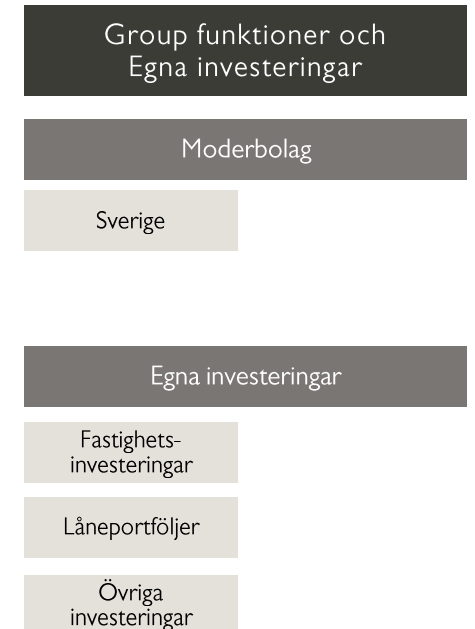 Group funktioner och
Egna investeringar
Moderbolag
Sverige
Egna investeringar
Fastighets-
investeringar
Låneportföljer
Övriga
investeringar